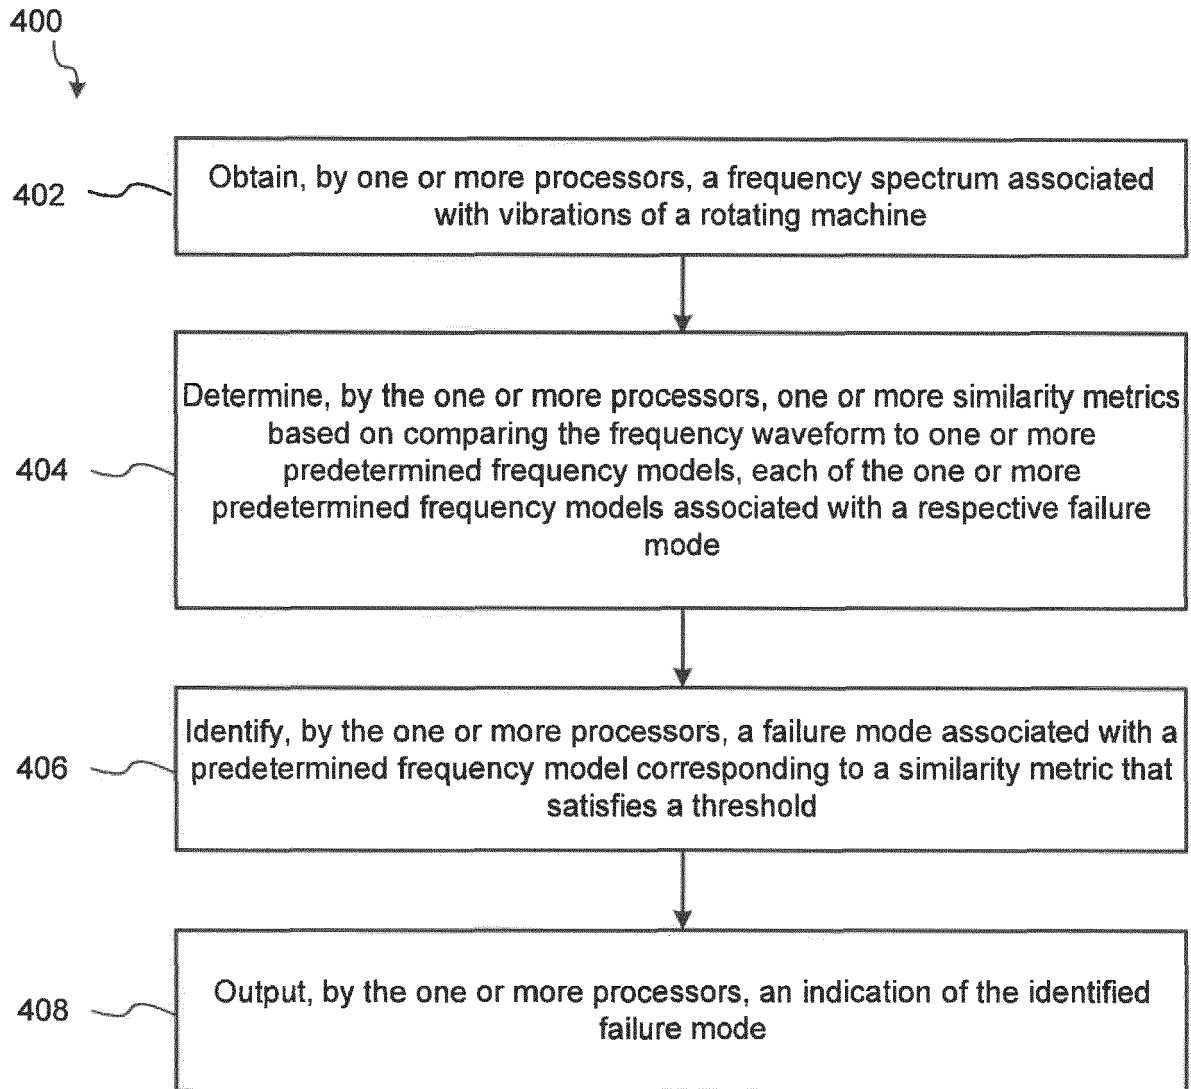 400
402
Obtain, by one or more processors, a frequency spectrum associated
with vibrations of a rotating machine
404
Determine, by the one or more processors, one or more similarity metrics
based on comparing the frequency waveform to one or more
predetermined frequency models, each of the one or more
predetermined frequency models associated with a respective failure
mode
406
Identify, by the one or more processors, a failure mode associated with a
predetermined frequency model corresponding to a similarity metric that
satisfies a threshold
408
Output, by the one or more processors, an indication of the identified
failure mode